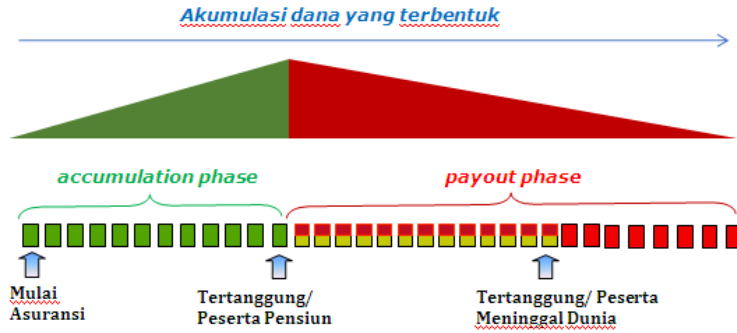 Akumulasi dana yang terbentuk
accumulation phase
payout phase
Mulai
Asuransi
Tertanggung/
Peserta Pensiun
Tertanggung/ Peserta
Meninggal Dunia